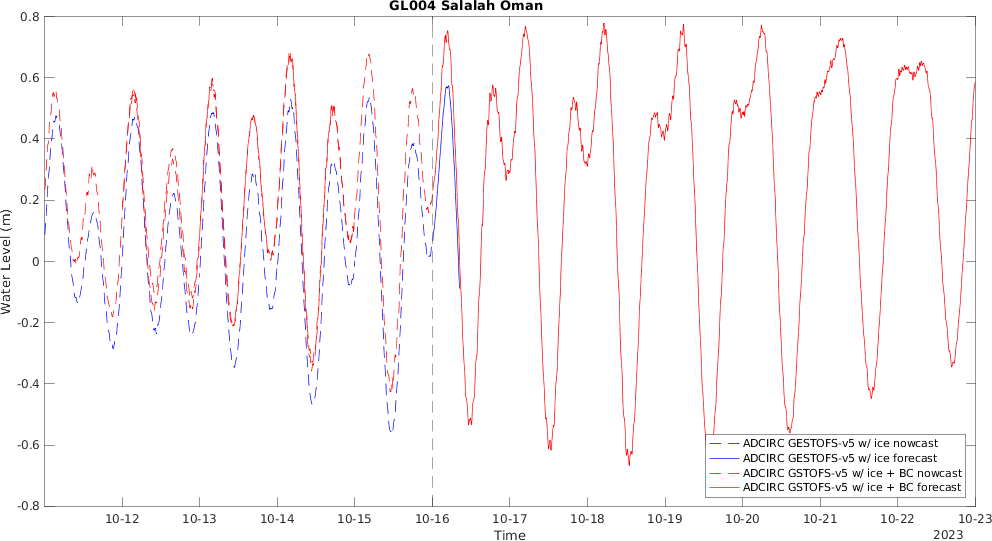 GL004 Salalah Oman
0.8
0.6
0.4
0.2
0
-0.2
-0.4
-0.6
-0.8
Water Level (m)
ADCIRC GESTOFS-v5 w/ ice nowcast
ADCIRC GESTOFS-v5 w/ ice forecast
ADCIRC GSTOFS-v5 w/ ice + BC nowcast
ADCIRC GSTOFS-v5 w/ ice + BC forecast
10-12 10-13 10-14 10-15 10-16 10-17 10-18 10-19 10-20 10-21 10-22 10-23
Time
2023